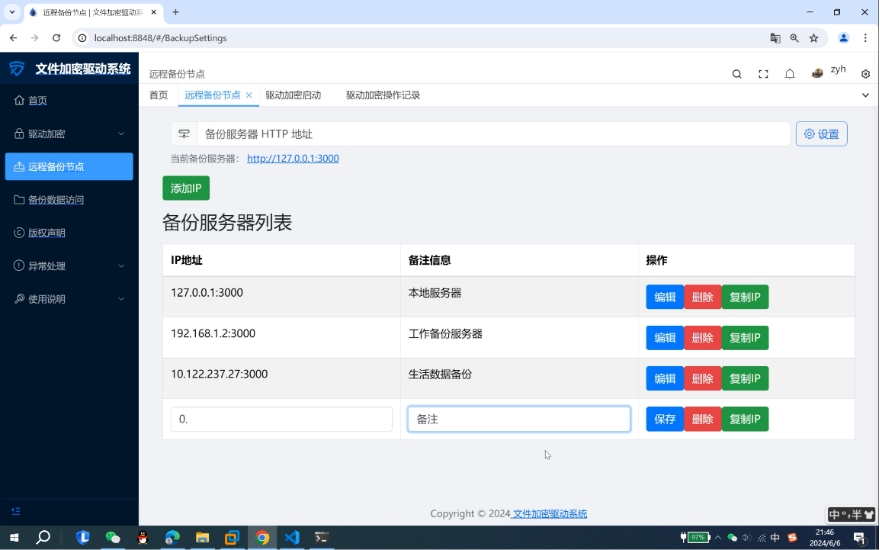 远程备份节点 | 文件加密驱动系
localhost:8848/#/BackupSettings
文件加密驱动系统
远程备份节点
zyh
首页
远程备份节点
驱动加密启动
驱动加密操作记录
首页
驱动加密
远程备份节点
备份数据访问
版权声明
异常处理
使用说明
备份服务器 HTTP 地址
设置
当前备份服务器： http://127.0.0.1:3000
添加IP
备份服务器列表
IP地址 备注信息 操作
127.0.0.1:3000 本地服务器 编辑 删除 复制IP
192.168.1.2:3000 工作备份服务器 编辑 删除 复制IP
10.122.237.27:3000 生活数据备份 编辑 删除 复制IP
0. 备注 保存 删除 复制IP
Copyright © 2024 文件加密驱动系统
中 半
97%
中
21:46
2024/6/6